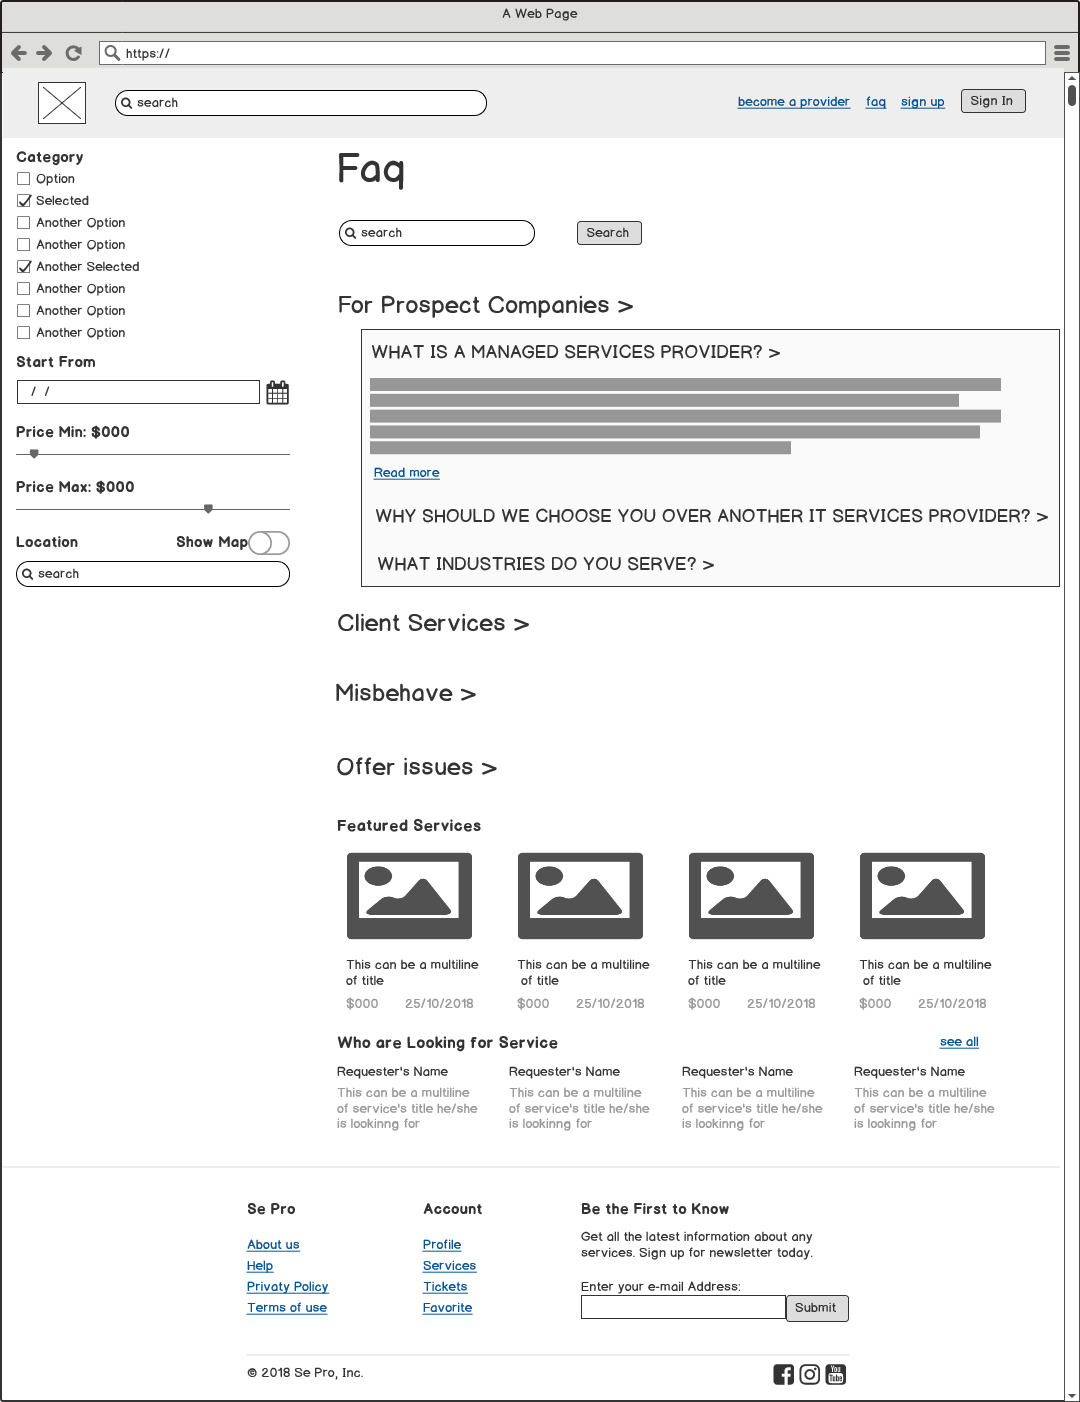 A Web Page
https://
search
become a provider faq sign up Sign In
Category
Option
Selected
Another Option
Another Option
Another Selected
Another Option
Another Option
Another Option
Start From
/ /
Price Min: $000
Price Max: $000
Location Show Map
search
Faq
search Search
For Prospect Companies >
WHAT IS A MANAGED SERVICES PROVIDER? >
Read more
WHY SHOULD WE CHOOSE YOU OVER ANOTHER IT SERVICES PROVIDER? >
WHAT INDUSTRIES DO YOU SERVE? >
Client Services >
Misbehave >
Offer issues >
Featured Services
This can be a multiline
of title
$000 25/10/2018
This can be a multiline
of title
$000 25/10/2018
This can be a multiline
of title
$000 25/10/2018
This can be a multiline
of title
$000 25/10/2018
Who are Looking for Service see all
Requester's Name
This can be a multiline
of service's title he/she
is lookinng for
Requester's Name
This can be a multiline
of service's title he/she
is lookinng for
Requester's Name
This can be a multiline
of service's title he/she
is lookinng for
Requester's Name
This can be a multiline
of service's title he/she
is lookinng for
Se Pro
About us
Help
Privaty Policy
Terms of use
Account
Profile
Services
Tickets
Favorite
Be the First to Know
Get all the latest information about any
services. Sign up for newsletter today.
Enter your e-mail Address:
Submit
© 2018 Se Pro, Inc.
You
Tube